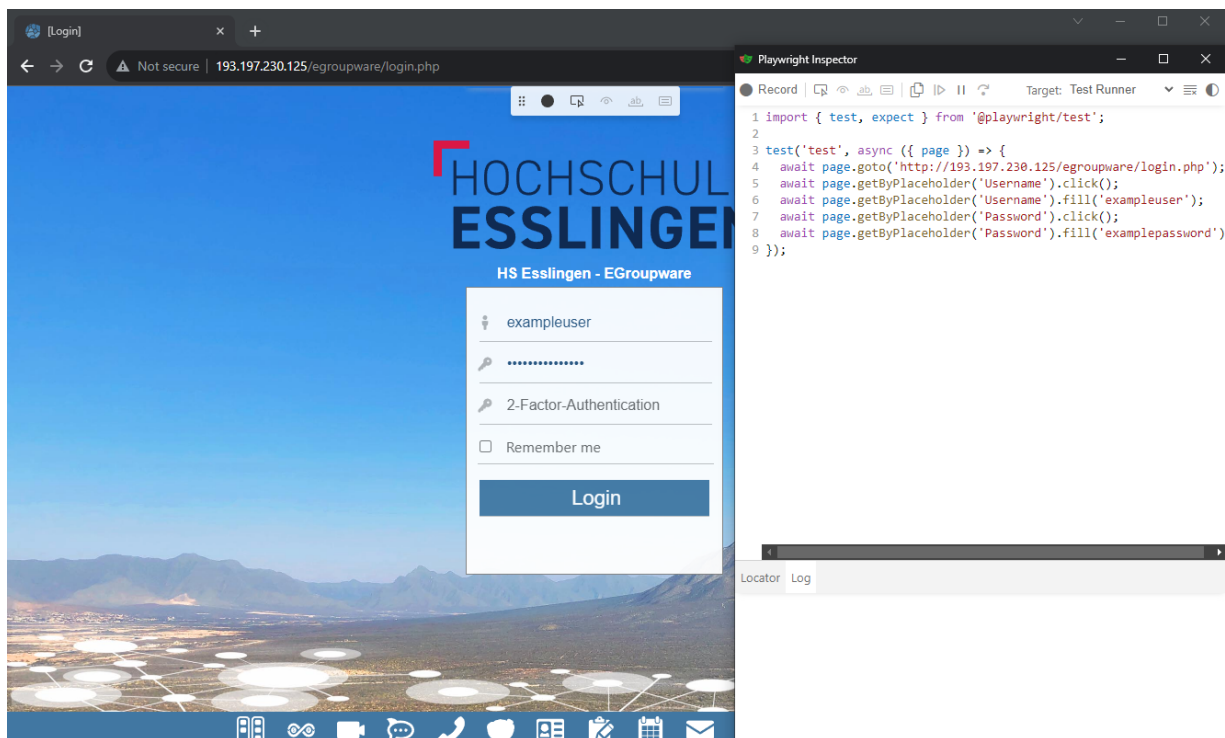 [Login]
Not secure | 193.197.230.125/egroupware/login.php
HOCHSCHUL
ESSLINGEN
HS Esslingen - EGroupware
exampleuser
•••••••••••••••
2-Factor-Authentication
Remember me
Login
Playwright Inspector
Record
Target: Test Runner
1 import { test, expect } from '@playwright/test';
2
3 test('test', async ({ page }) => {
4   await page.goto('http://193.197.230.125/egroupware/login.php');
5   await page.getByPlaceholder('Username').click();
6   await page.getByPlaceholder('Username').fill('exampleuser');
7   await page.getByPlaceholder('Password').click();
8   await page.getByPlaceholder('Password').fill('examplepassword')
9 });
Locator Log